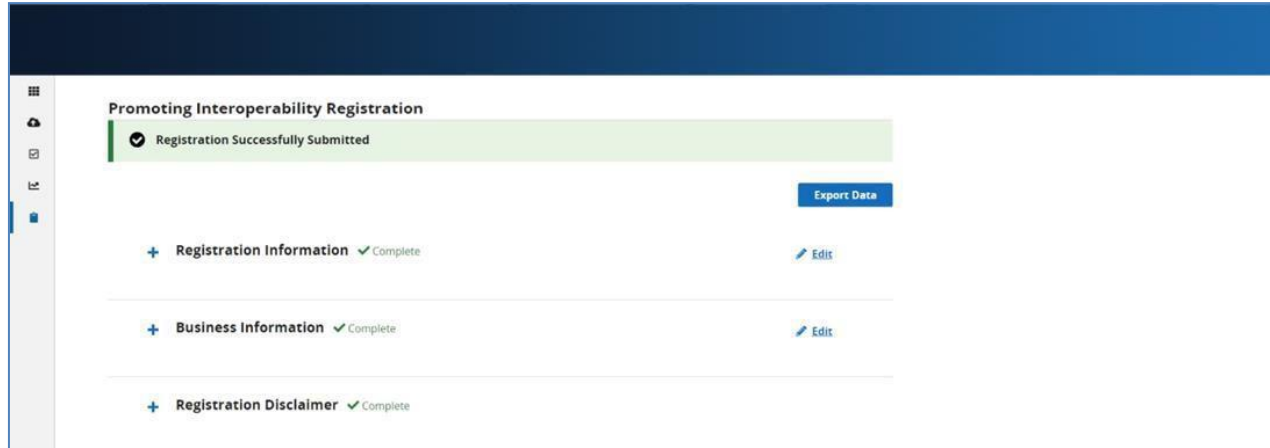 Promoting Interoperability Registration
Registration Successfully Submitted
Export Data
Registration Information Complete Edit
Business Information Complete Edit
Registration Disclaimer Complete